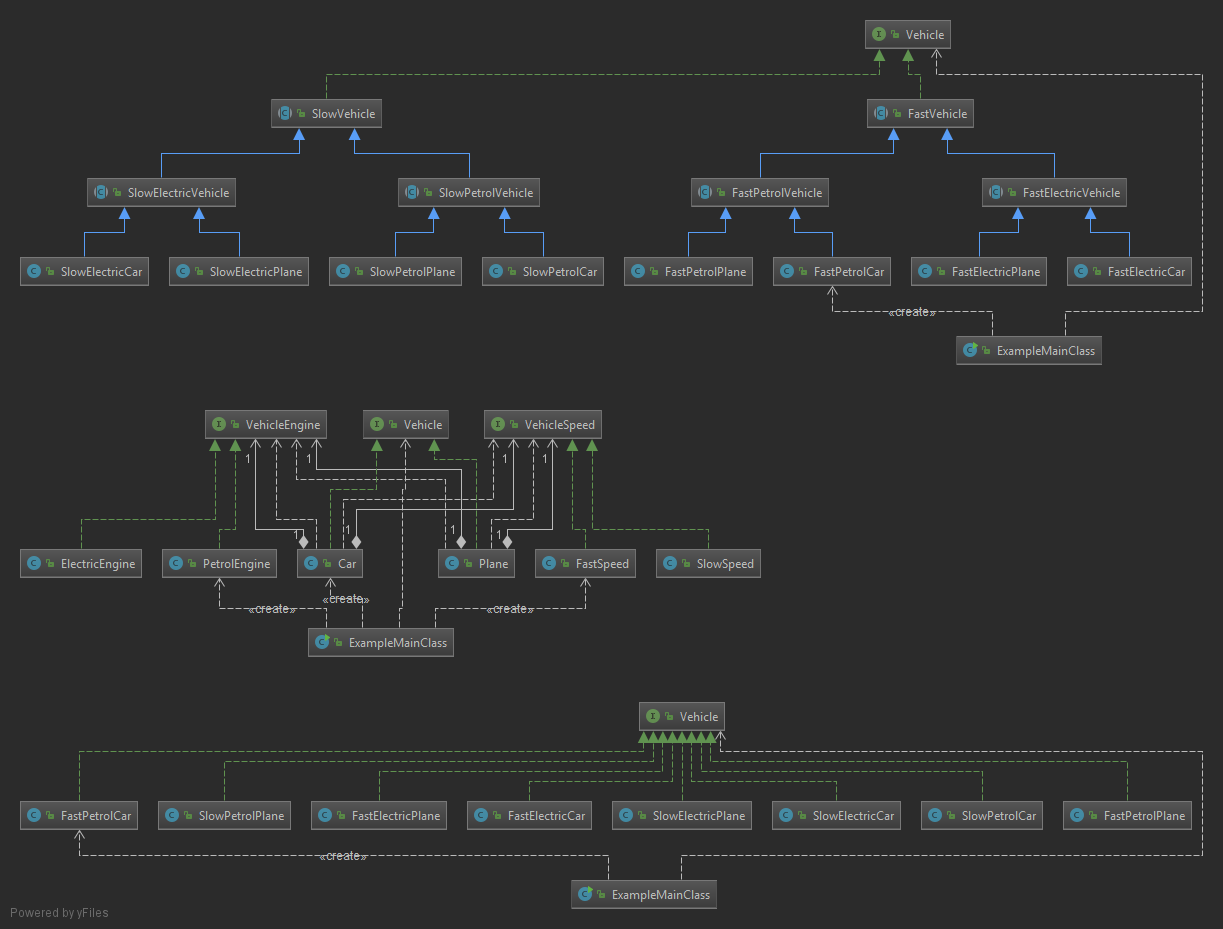 Vehicle
SlowVehicle FastVehicle
SlowElectricVehicle SlowPetrolVehicle FastPetrolVehicle FastElectricVehicle
SlowElectricCar SlowElectricPlane SlowPetrolPlane SlowPetrolCar FastPetrolPlane FastPetrolCar FastElectricPlane FastElectricCar
«create»
ExampleMainClass
VehicleEngine Vehicle VehicleSpeed
1 1 1 1
1 1 1 1
ElectricEngine PetrolEngine Car Plane FastSpeed SlowSpeed
«create» «create» «create»
ExampleMainClass
Vehicle
FastPetrolCar SlowPetrolPlane FastElectricPlane FastElectricCar SlowElectricPlane SlowElectricCar SlowPetrolCar FastPetrolPlane
«create»
ExampleMainClass
Powered by yFiles